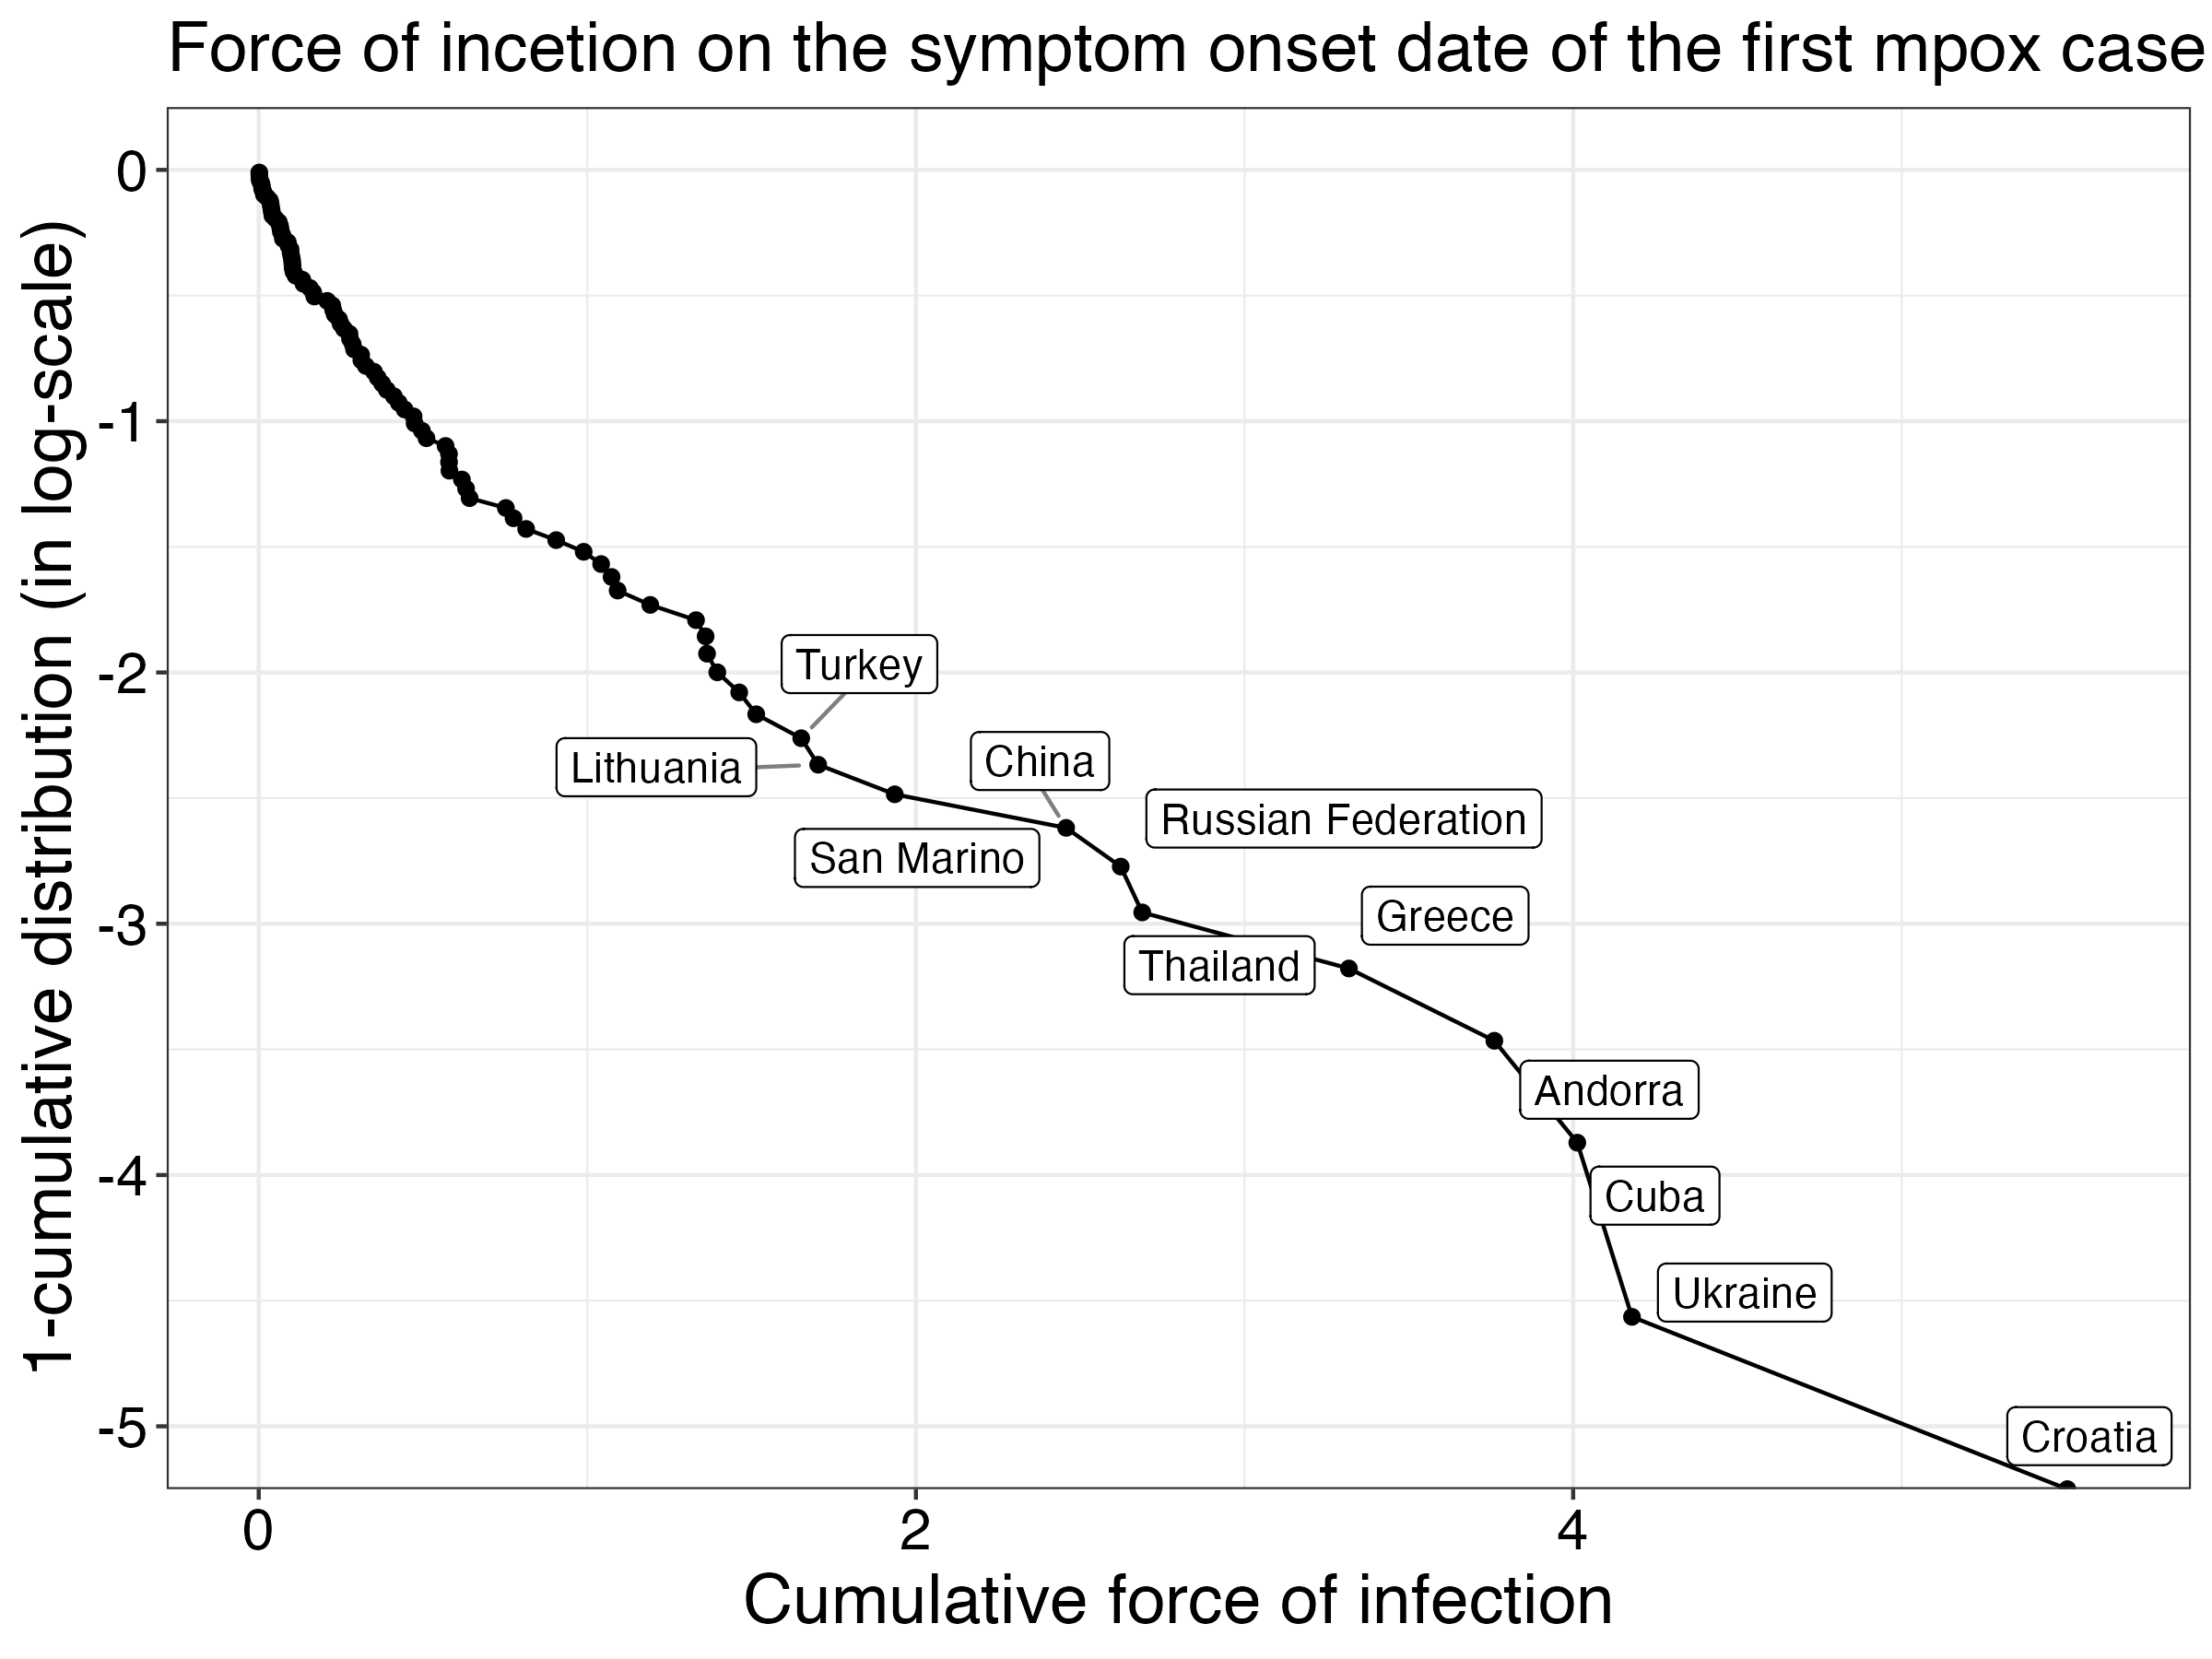 Force of incetion on the symptom onset date of the first mpox case
1-cumulative distribution (in log-scale)
0
-1
-2
-3
-4
-5
Turkey
Lithuania
China
Russian Federation
San Marino
Greece
Thailand
Andorra
Cuba
Ukraine
Croatia
0
2
4
Cumulative force of infection